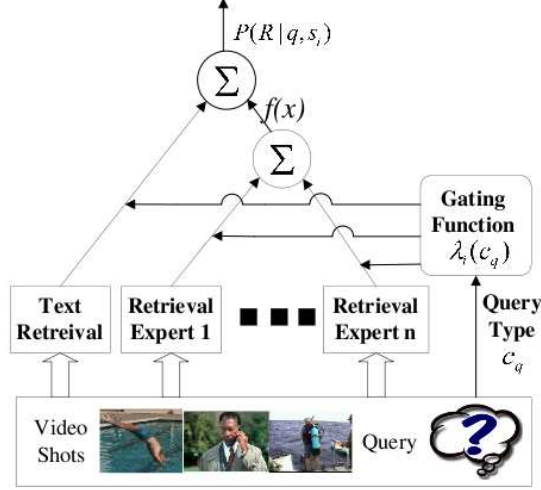 P(R|q,s_i)
Σ
f(x)
Σ
Gating
Function
λ_i(c_q)
Text
Retreival
Retrieval
Expert 1
Retrieval
Expert n
Query
Type
c_q
Video
Shots
Query
?